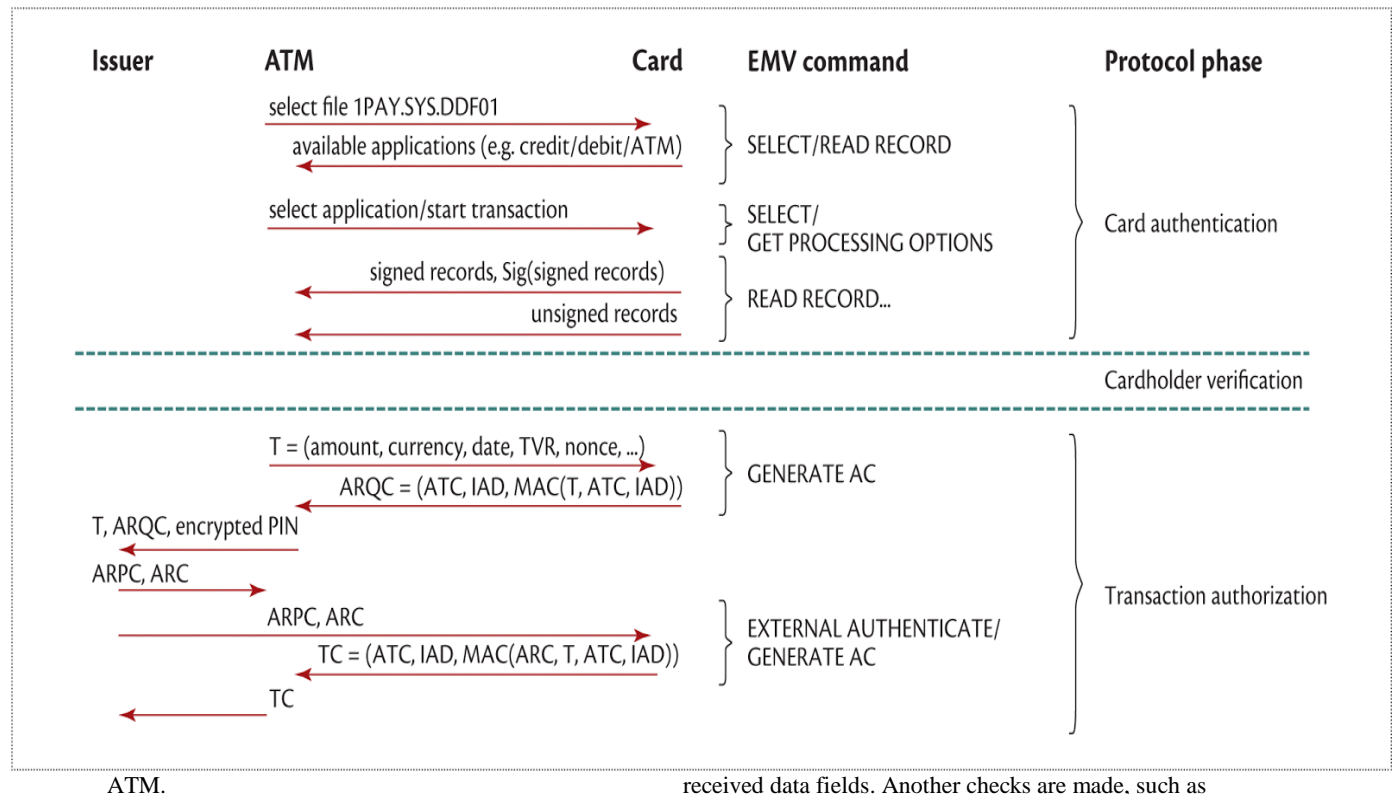 Issuer ATM Card EMV command Protocol phase
select file 1PAY.SYS.DDF01
available applications (e.g. credit/debit/ATM)
SELECT/READ RECORD
select application/start transaction
SELECT/
GET PROCESSING OPTIONS
Card authentication
signed records, Sig(signed records)
unsigned records
READ RECORD...
Cardholder verification
T = (amount, currency, date, TVR, nonce, ...)
ARQC = (ATC, IAD, MAC(T, ATC, IAD))
GENERATE AC
T, ARQC, encrypted PIN
ARPC, ARC
Transaction authorization
ARPC, ARC
TC = (ATC, IAD, MAC(ARC, T, ATC, IAD))
EXTERNAL AUTHENTICATE/
GENERATE AC
TC
ATM.
received data fields. Another checks are made, such as